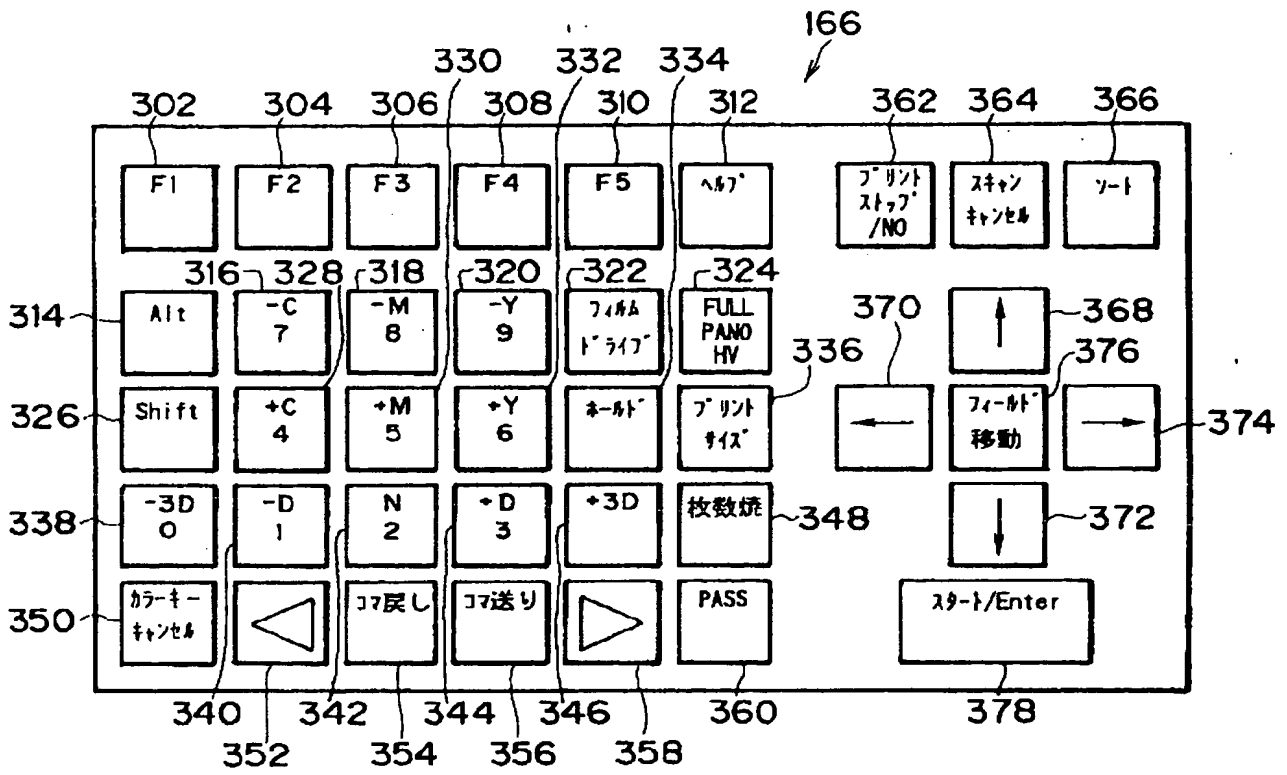 166
330 332 334
302 304 306 308 310 312 362 364 366
F1 F2 F3 F4 F5 ヘルプ プリント スキャン ソート
ストップ キャンセル
/NO
316 328 318 320 322 324
314 Alt -C -M -Y フィルム FULL 370 368
7 8 9 ドライブ PANO
HV 336 376
326 Shift +C +M +Y ホールド プリント フィールド 374
4 5 6 サイズ 移動
338 -3D -D N +D +3D 枚数焼 348 372
0 1 2 3
350 カラーキー コマ戻し コマ送り PASS スタート/Enter
キャンセル
340 342 344 346 360 378
352 354 356 358